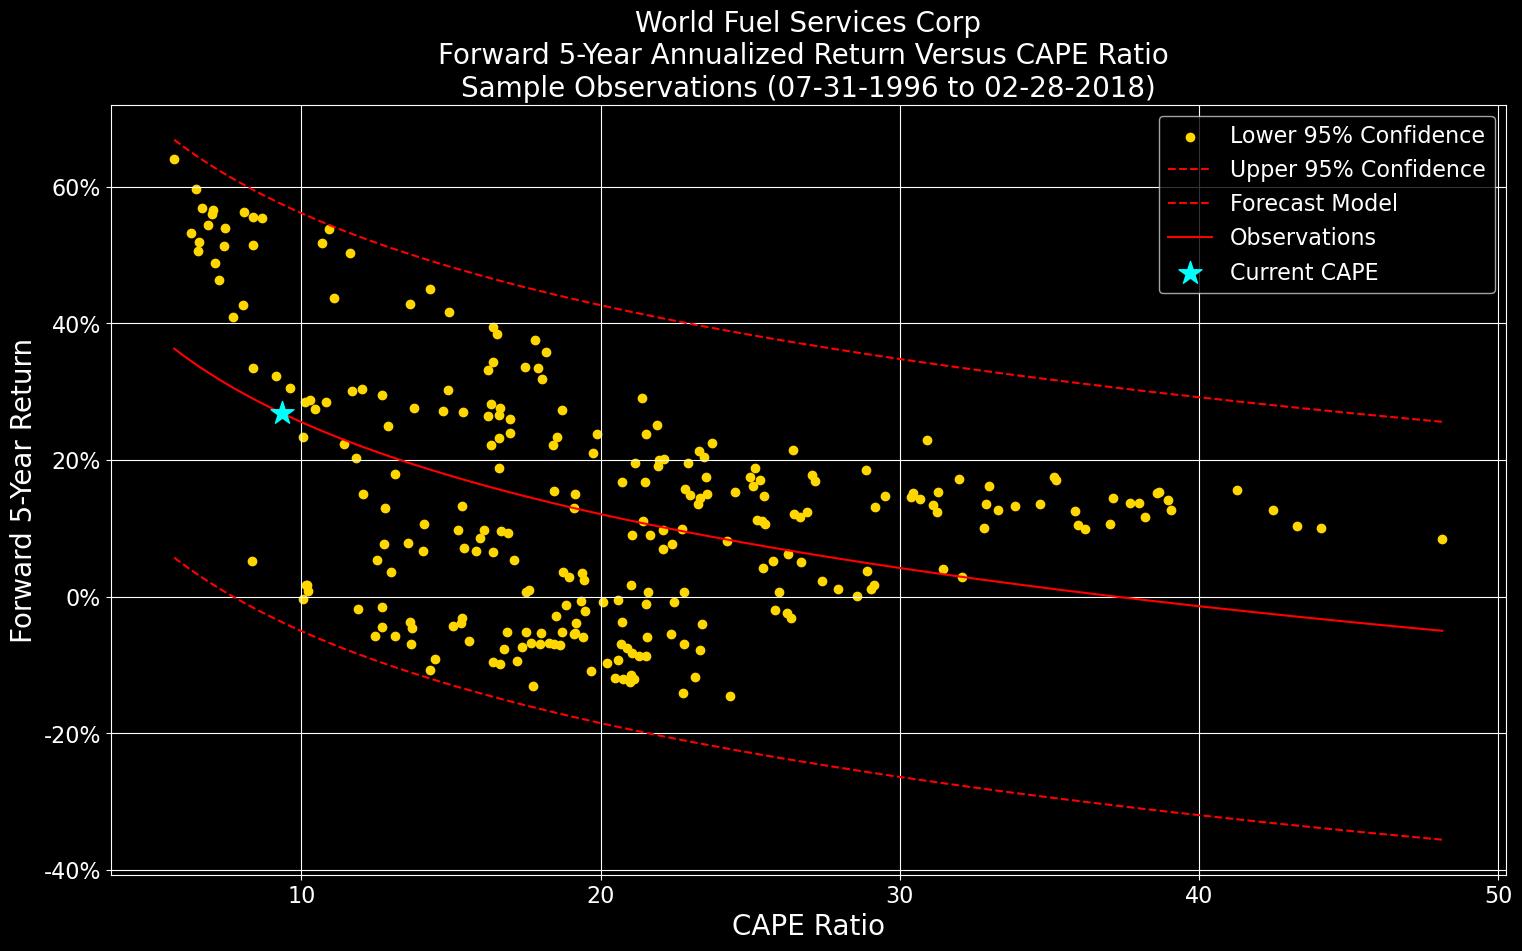 World Fuel Services Corp
Forward 5-Year Annualized Return Versus CAPE Ratio
Sample Observations (07-31-1996 to 02-28-2018)
Lower 95% Confidence
Upper 95% Confidence
Forecast Model
Observations
Current CAPE
Forward 5-Year Return
60%
40%
20%
0%
-20%
-40%
10
20
30
40
50
CAPE Ratio